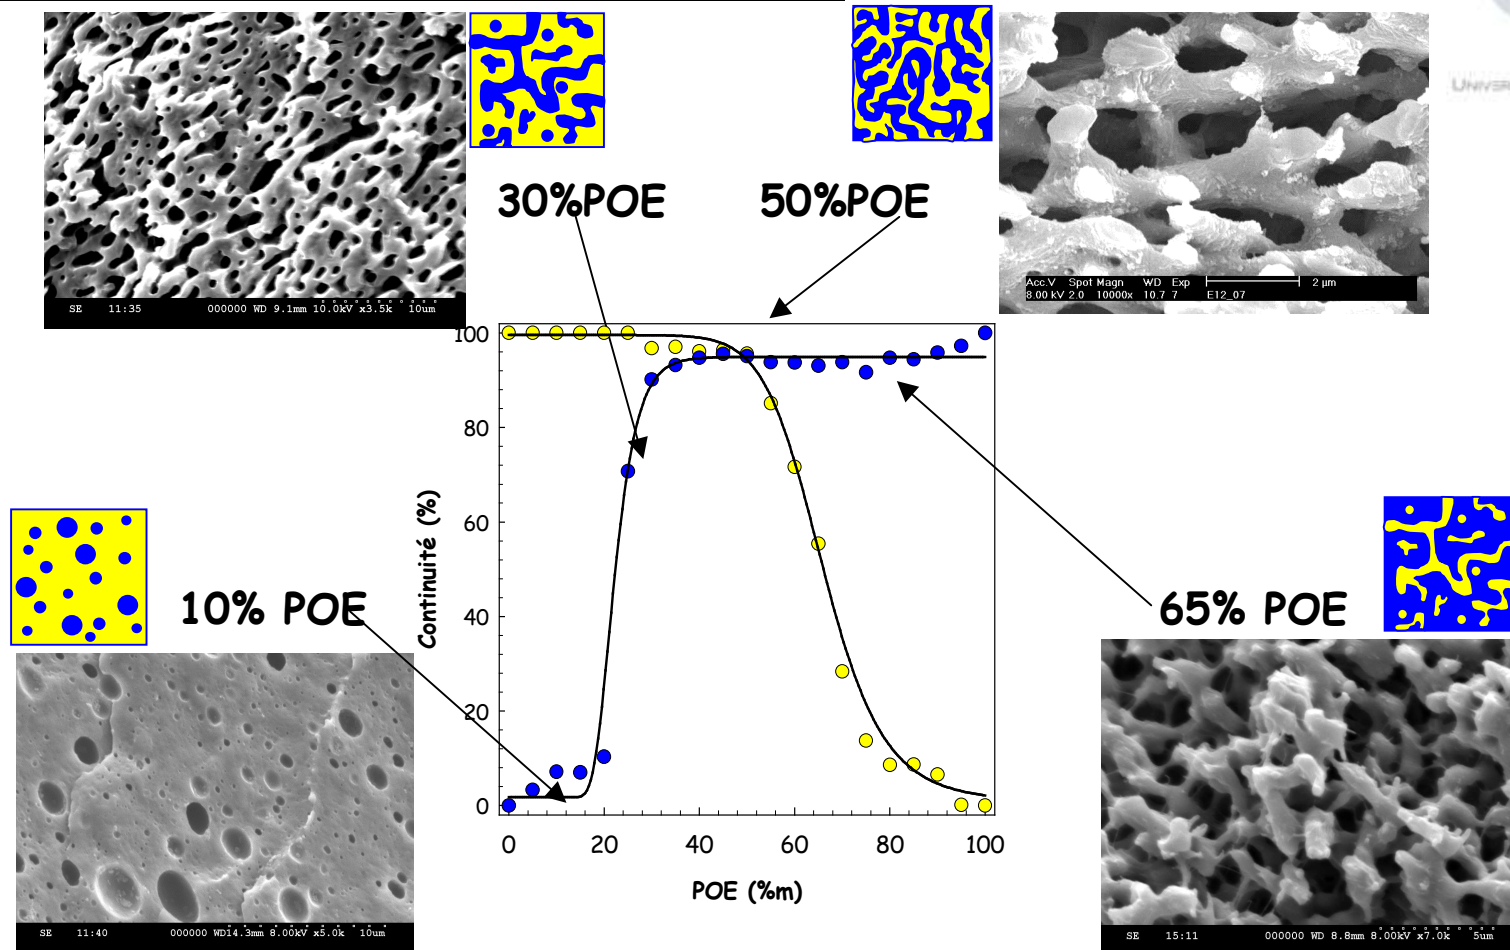 UNIVERS
30%POE
50%POE
SE 11:35 000000 WD 9.1mm 10.0kV x3.5k 10um
Acc.V Spot Magn WD Exp 2 µm
8.00 kV 2.0 10000x 10.7 7 E12_07
100
80
60
40
20
0
Continuité (%)
0 20 40 60 80 100
POE (%m)
10% POE
65% POE
SE 11:40 000000 WD14.3mm 8.00kV x5.0k 10um
SE 15:11 000000 WD 8.8mm 8.00kV x7.0k 5um